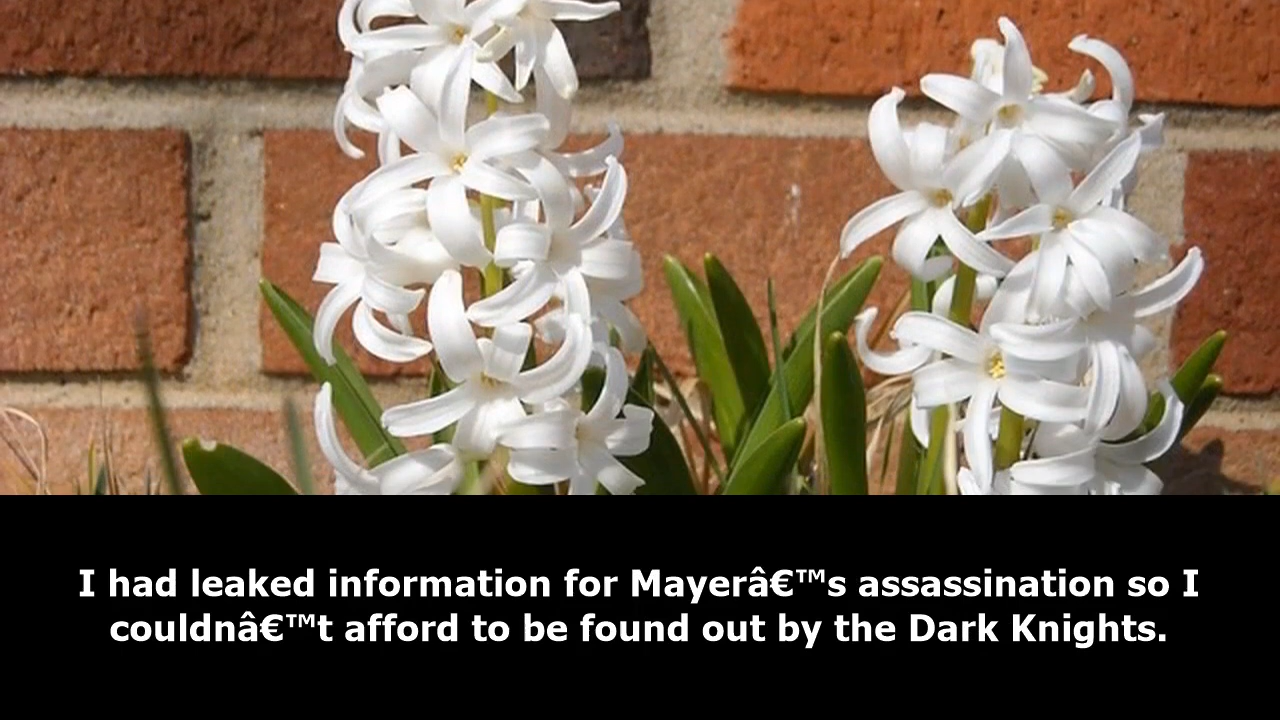 I had leaked information for Mayerâ€™s assassination so I
couldnâ€™t afford to be found out by the Dark Knights.